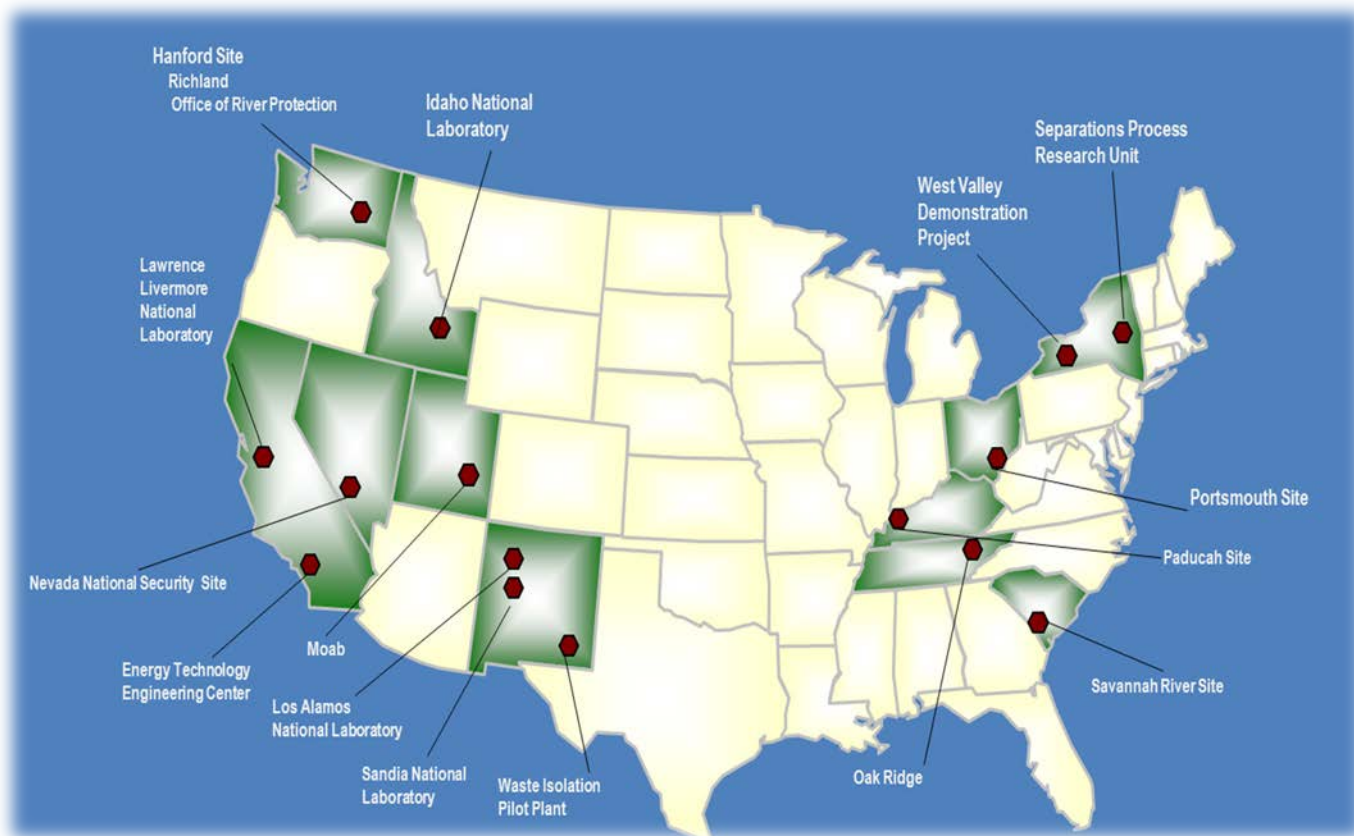 Hanford Site
Richland
Office of River Protection
Idaho National
Laboratory
Separations Process
Research Unit
West Valley
Demonstration
Project
Lawrence
Livermore
National
Laboratory
Portsmouth Site
Paducah Site
Nevada National Security Site
Moab
Energy Technology
Engineering Center
Los Alamos
National Laboratory
Savannah River Site
Sandia National
Laboratory
Waste Isolation
Pilot Plant
Oak Ridge